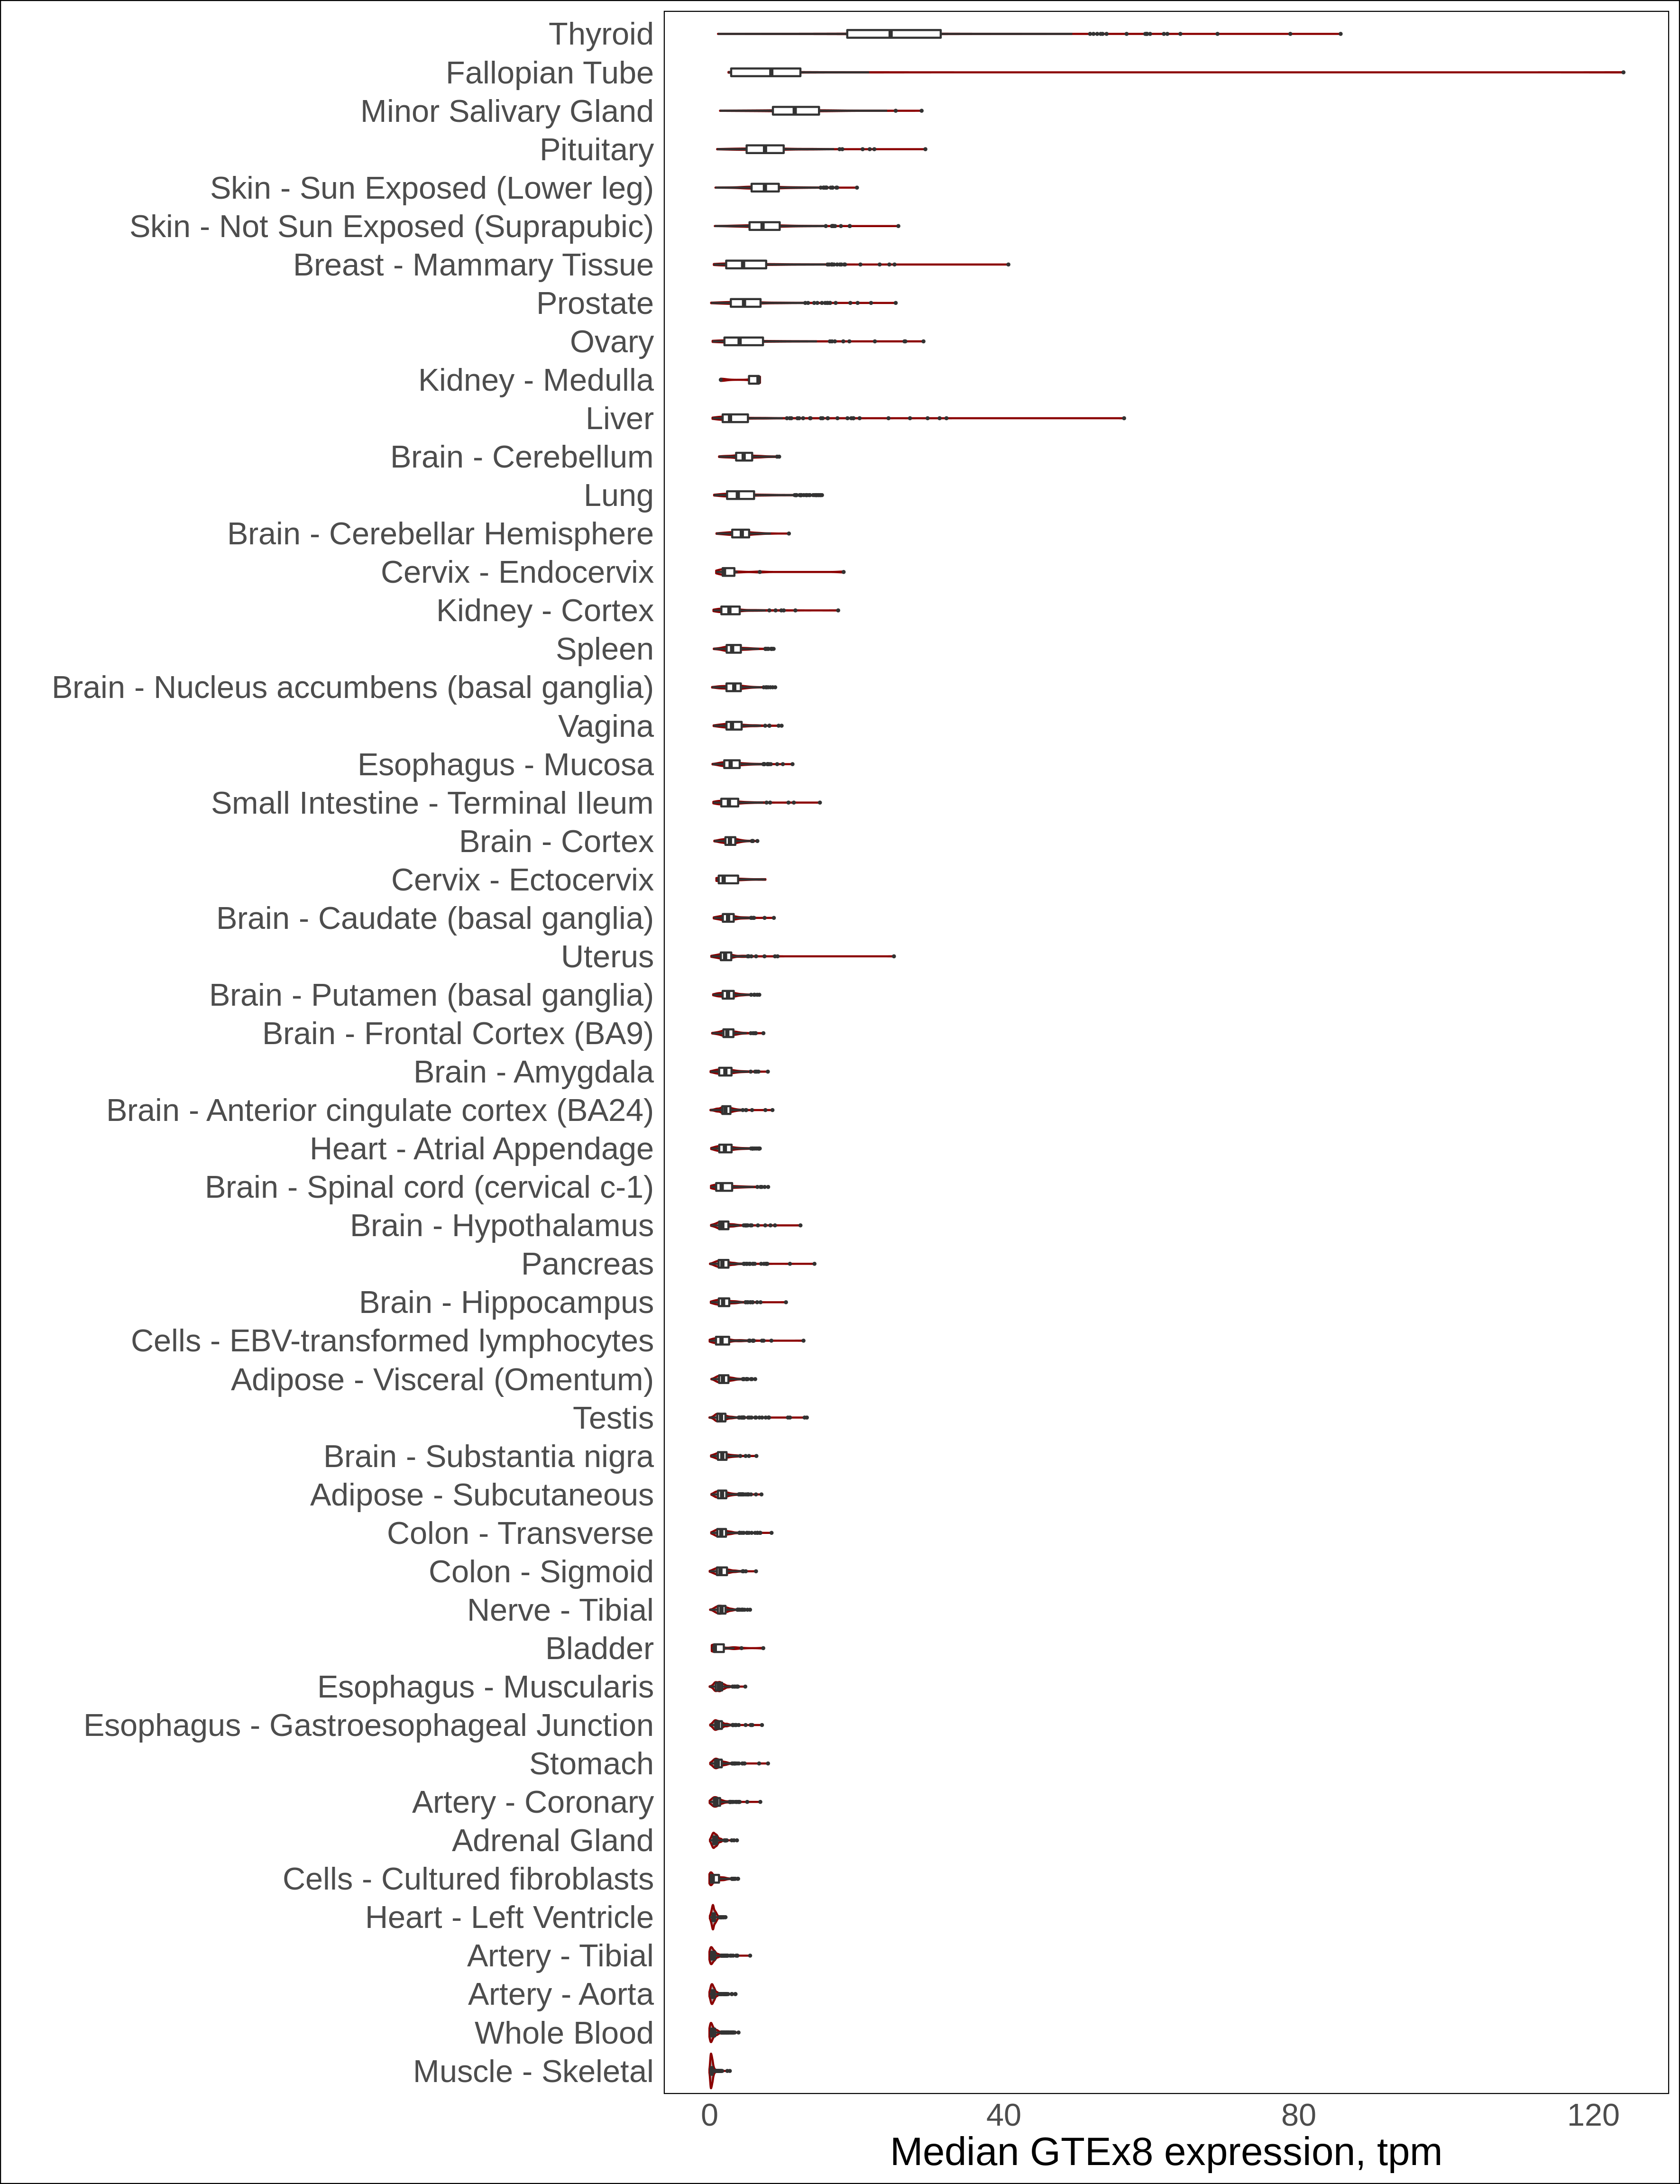 Thyroid
Fallopian Tube
Minor Salivary Gland
Pituitary
Skin - Sun Exposed (Lower leg)
Skin - Not Sun Exposed (Suprapubic)
Breast - Mammary Tissue
Prostate
Ovary
Kidney - Medulla
Liver
Brain - Cerebellum
Lung
Brain - Cerebellar Hemisphere
Cervix - Endocervix
Kidney - Cortex
Spleen
Brain - Nucleus accumbens (basal ganglia)
Vagina
Esophagus - Mucosa
Small Intestine - Terminal Ileum
Brain - Cortex
Cervix - Ectocervix
Brain - Caudate (basal ganglia)
Uterus
Brain - Putamen (basal ganglia)
Brain - Frontal Cortex (BA9)
Brain - Amygdala
Brain - Anterior cingulate cortex (BA24)
Heart - Atrial Appendage
Brain - Spinal cord (cervical c-1)
Brain - Hypothalamus
Pancreas
Brain - Hippocampus
Cells - EBV-transformed lymphocytes
Adipose - Visceral (Omentum)
Testis
Brain - Substantia nigra
Adipose - Subcutaneous
Colon - Transverse
Colon - Sigmoid
Nerve - Tibial
Bladder
Esophagus - Muscularis
Esophagus - Gastroesophageal Junction
Stomach
Artery - Coronary
Adrenal Gland
Cells - Cultured fibroblasts
Heart - Left Ventricle
Artery - Tibial
Artery - Aorta
Whole Blood
Muscle - Skeletal
0 40 80 120
Median GTEx8 expression, tpm